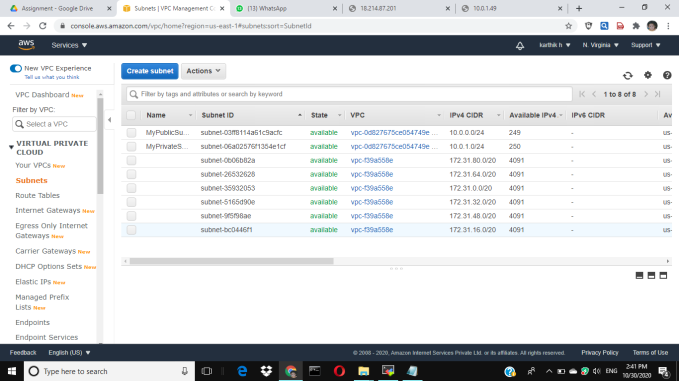 Assignment - Google Drive
Subnets | VPC Management C
(13) WhatsApp
18.214.87.201
10.0.1.49
console.aws.amazon.com/vpc/home?region=us-east-1#subnets:sort=SubnetId
aws
Services
karthik h
N. Virginia
Support
New VPC Experience
Tell us what you think
VPC Dashboard New
Filter by VPC:
Select a VPC
VIRTUAL PRIVATE
CLOUD
Your VPCs New
Subnets
Route Tables
Internet Gateways New
Egress Only Internet
Gateways New
Carrier Gateways New
DHCP Options Sets New
Elastic IPs New
Managed Prefix
Lists New
Endpoints
Endpoint Services
Create subnet
Actions
Filter by tags and attributes or search by keyword
1 to 8 of 8
Name Subnet ID State VPC IPv4 CIDR Available IPv4 IPv6 CIDR Av
MyPublicSu... subnet-03ff8114a61c9acfc available vpc-0d827675ce054749e ... 10.0.0.0/24 249 - us-
MyPrivateS... subnet-06a02576f1354e1cf available vpc-0d827675ce054749e ... 10.0.1.0/24 250 - us-
subnet-0b06b82a available vpc-f39a558e 172.31.80.0/20 4091 - us-
subnet-26532628 available vpc-f39a558e 172.31.64.0/20 4091 - us-
subnet-35932053 available vpc-f39a558e 172.31.0.0/20 4091 - us-
subnet-5165d90e available vpc-f39a558e 172.31.32.0/20 4091 - us-
subnet-9f5f98ae available vpc-f39a558e 172.31.48.0/20 4091 - us-
subnet-bc0446f1 available vpc-f39a558e 172.31.16.0/20 4091 - us-
Feedback
English (US)
© 2008 - 2020, Amazon Internet Services Private Ltd. or its affiliates. All rights reserved.
Privacy Policy
Terms of Use
Type here to search
ENG
2:41 PM
10/30/2020